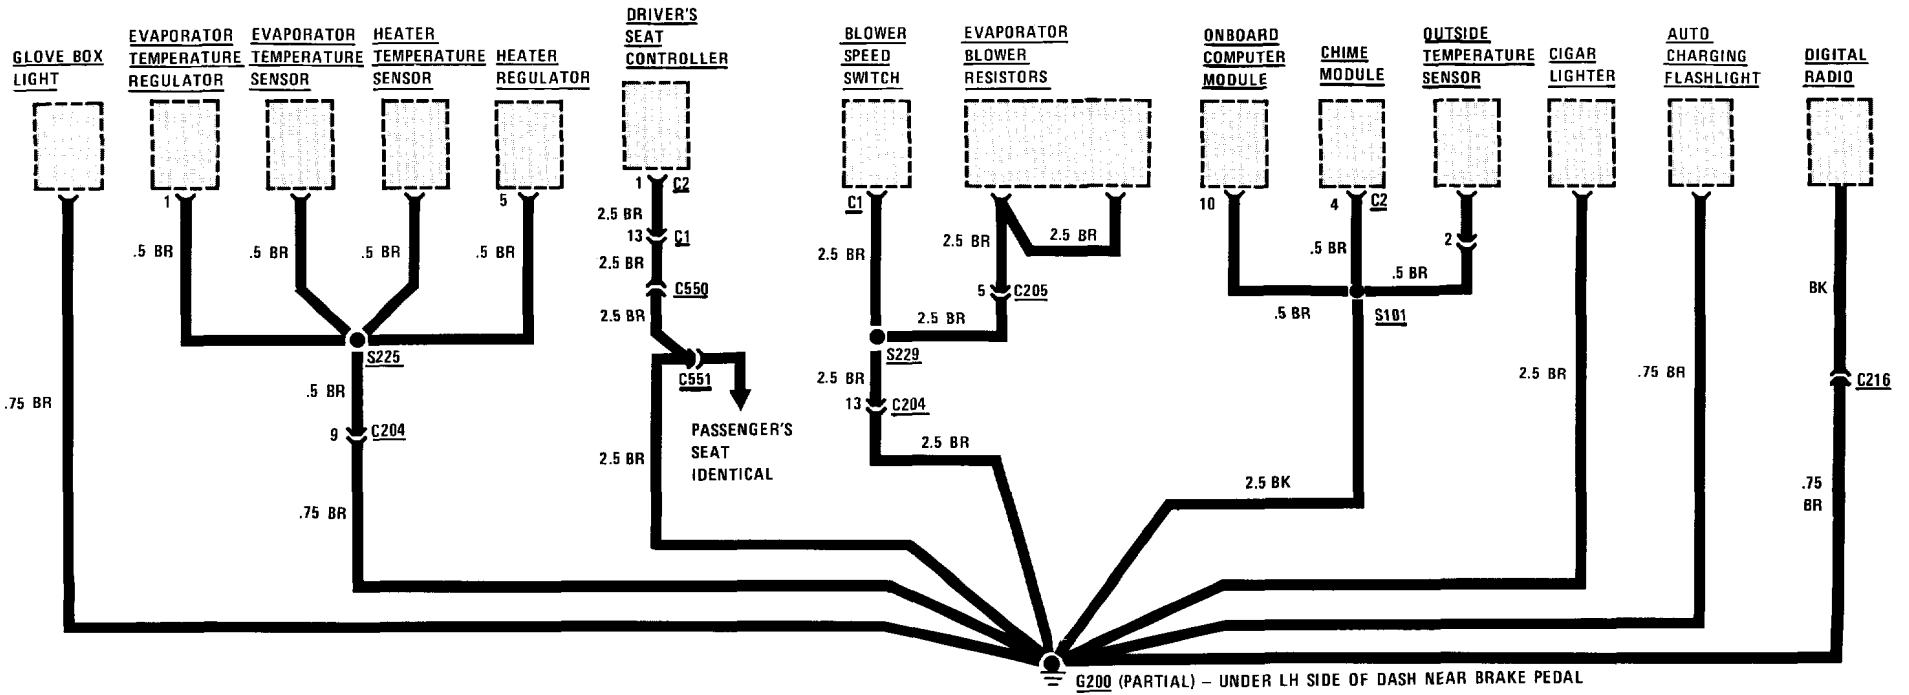 GLOVE BOX
LIGHT
EVAPORATOR
TEMPERATURE
REGULATOR
EVAPORATOR
TEMPERATURE
SENSOR
HEATER
TEMPERATURE
SENSOR
HEATER
REGULATOR
DRIVER'S
SEAT
CONTROLLER
BLOWER
SPEED
SWITCH
EVAPORATOR
BLOWER
RESISTORS
ONBOARD
COMPUTER
MODULE
CHIME
MODULE
OUTSIDE
TEMPERATURE
SENSOR
CIGAR
LIGHTER
AUTO
CHARGING
FLASHLIGHT
DIGITAL
RADIO
1
5
1 C2
C1
10
4 C2
2.5 BR
13 C1
2
.5 BR
.5 BR
.5 BR
.5 BR
2.5 BR
2.5 BR
2.5 BR
2.5 BR
.5 BR
.5 BR
C550
5 C205
BK
2.5 BR
2.5 BR
.5 BR
S101
S225
S229
C551
.5 BR
2.5 BR
2.5 BR
.75 BR
C216
.75 BR
13 C204
9 C204
PASSENGER'S
SEAT
IDENTICAL
2.5 BR
2.5 BR
2.5 BK
.75
BR
.75 BR
G200 (PARTIAL) – UNDER LH SIDE OF DASH NEAR BRAKE PEDAL